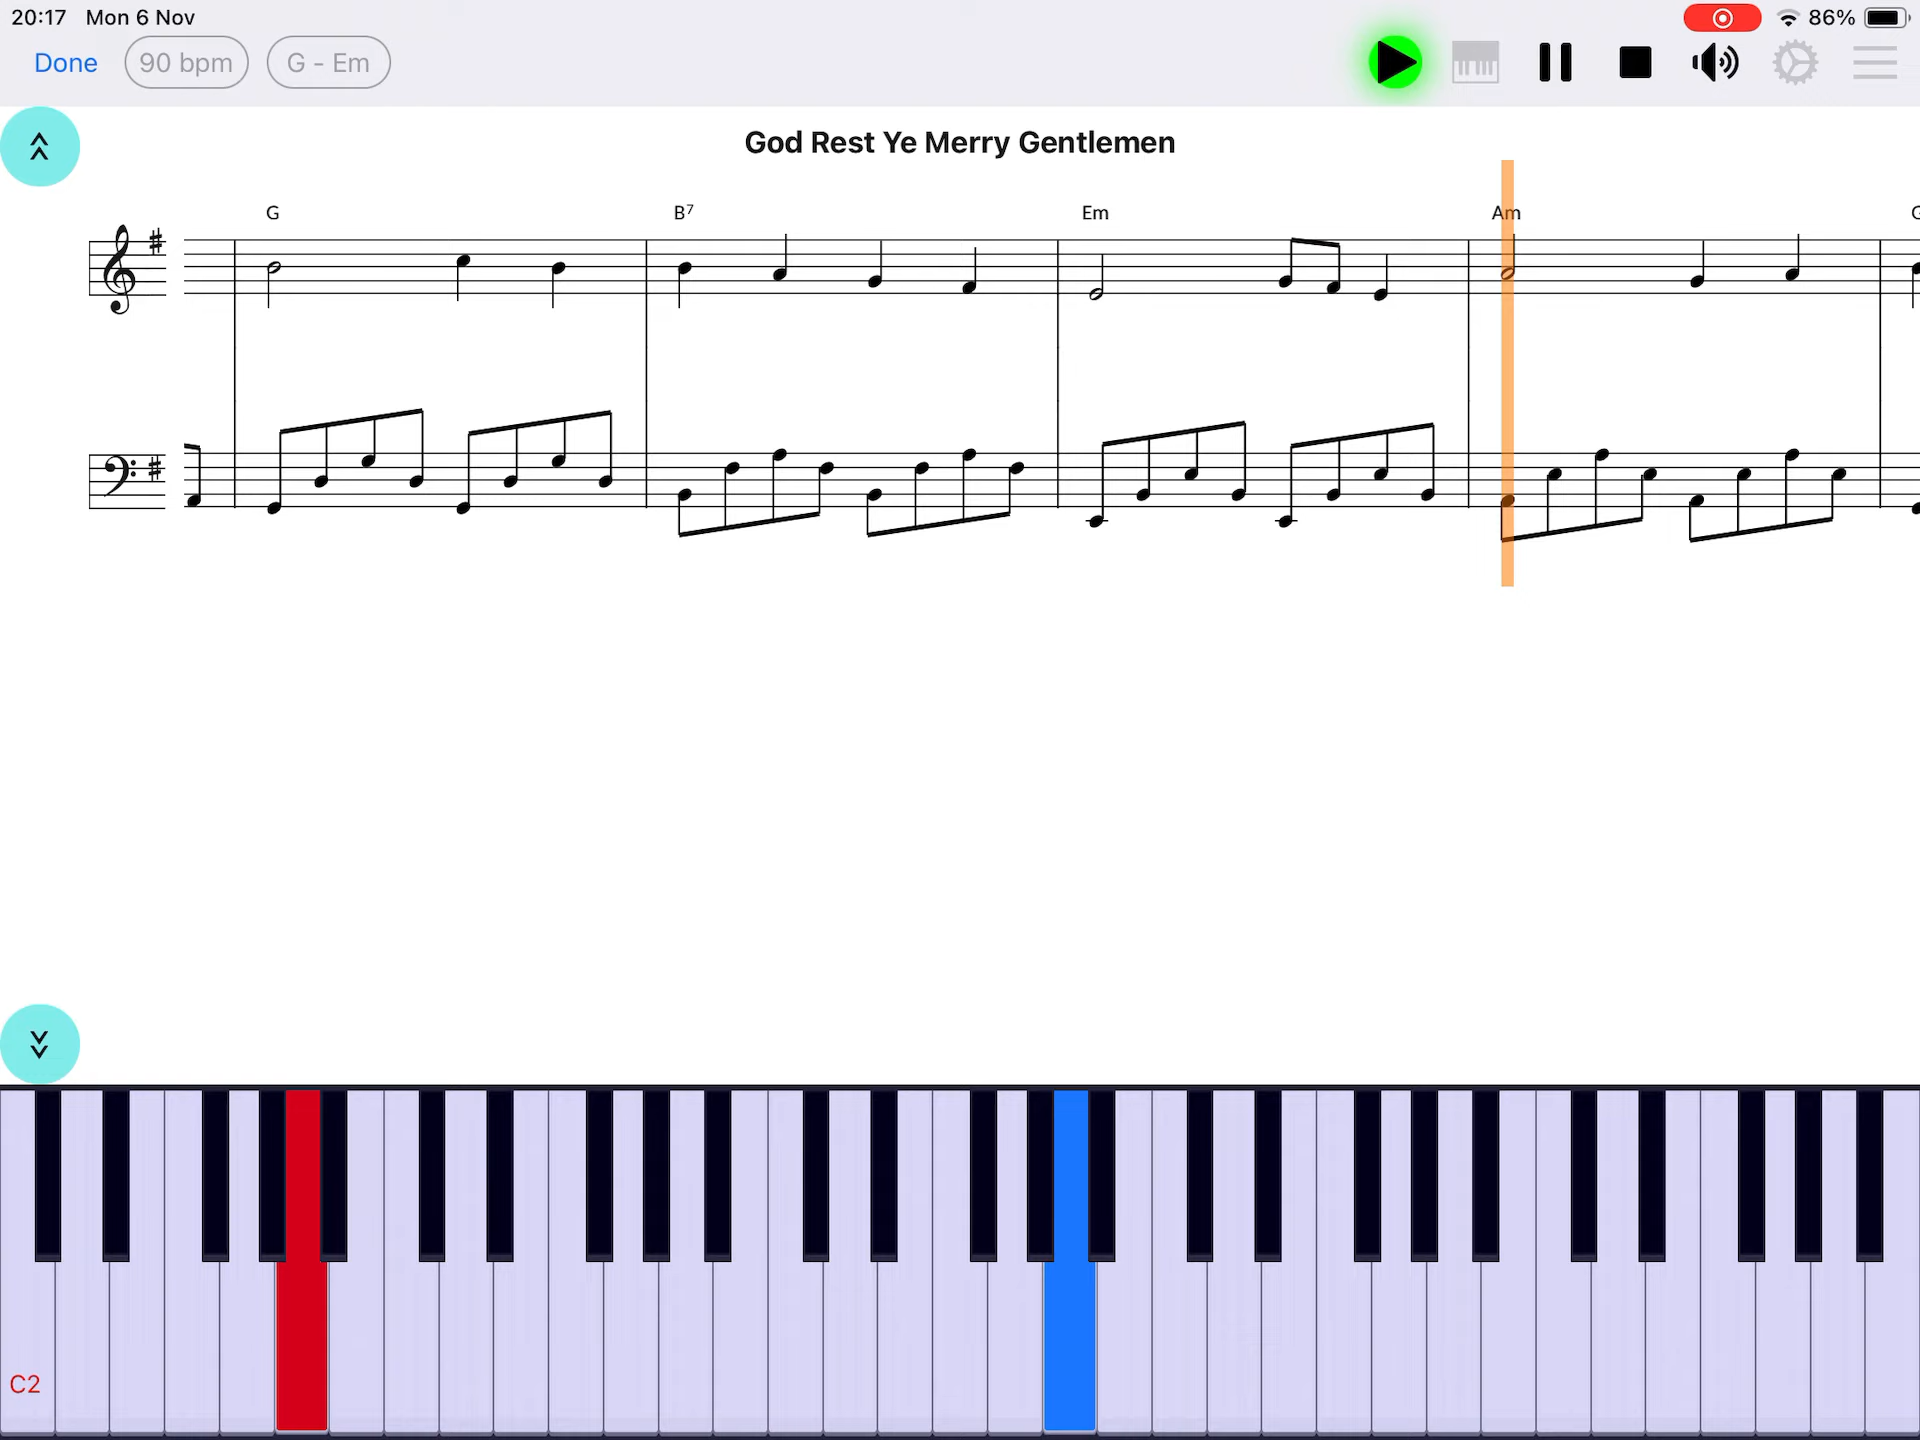 20:17 Mon 6 Nov 86%
Done 90 bpm G - Em
God Rest Ye Merry Gentlemen
G B7 Em Am G
C2